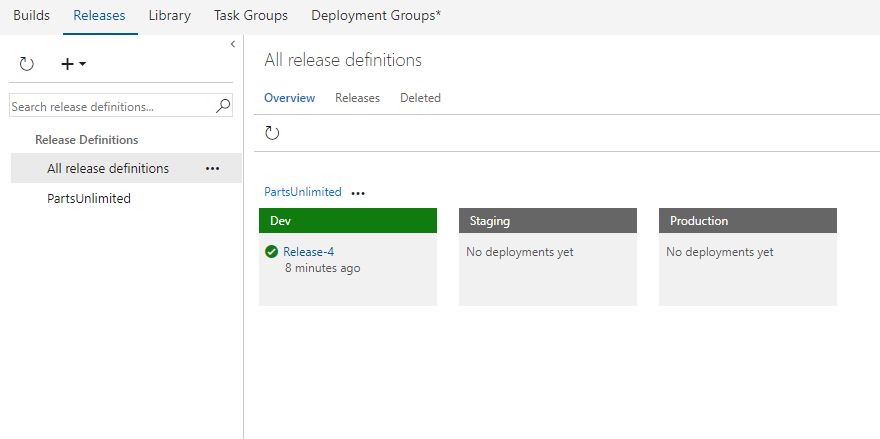 Builds Releases Library Task Groups Deployment Groups*
Search release definitions...
Release Definitions
All release definitions
PartsUnlimited
All release definitions
Overview Releases Deleted
PartsUnlimited
Dev
Release-4
8 minutes ago
Staging
No deployments yet
Production
No deployments yet